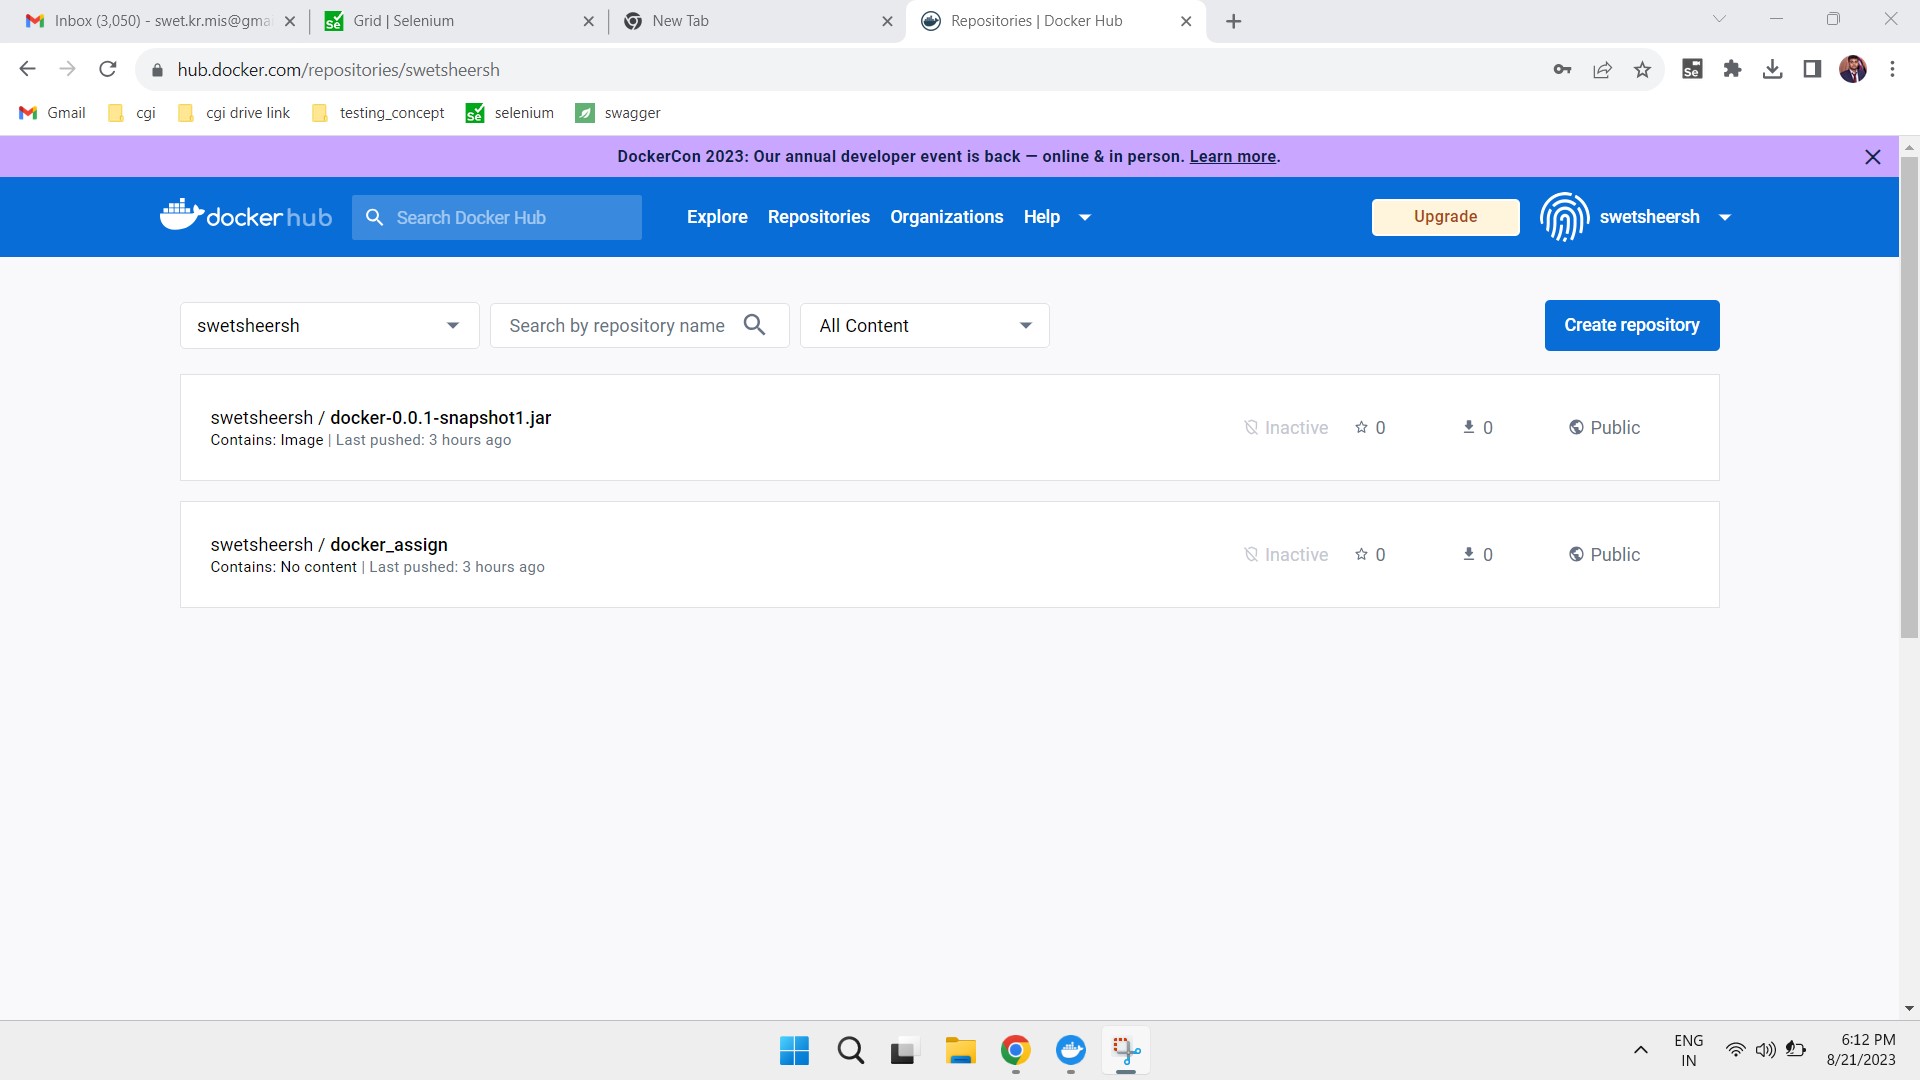 Inbox (3,050) - swet.kr.mis@gmai
Grid | Selenium
New Tab
Repositories | Docker Hub
hub.docker.com/repositories/swetsheersh
Gmail
cgi
cgi drive link
testing_concept
selenium
swagger
DockerCon 2023: Our annual developer event is back — online & in person. Learn more.
dockerhub
Search Docker Hub
Explore
Repositories
Organizations
Help
Upgrade
swetsheersh
swetsheersh
Search by repository name
All Content
Create repository
swetsheersh / docker-0.0.1-snapshot1.jar
Contains: Image | Last pushed: 3 hours ago
Inactive
0
0
Public
swetsheersh / docker_assign
Contains: No content | Last pushed: 3 hours ago
Inactive
0
0
Public
ENG
IN
6:12 PM
8/21/2023